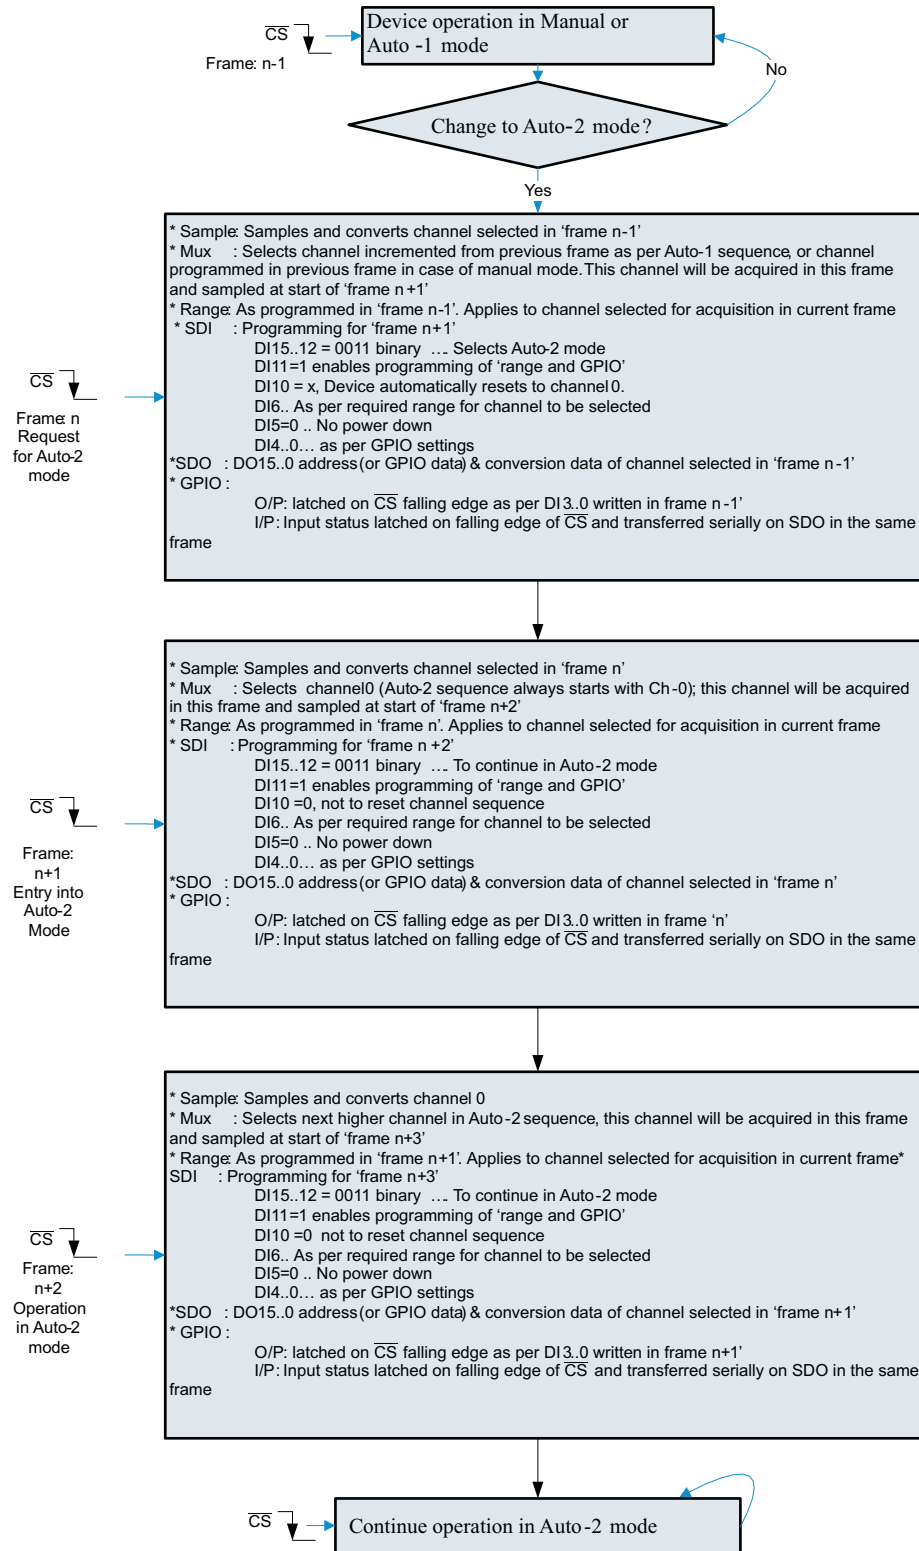 Device operation in Manual or
Auto -1 mode
CS
Frame: n-1
No
Change to Auto-2 mode?
Yes
* Sample: Samples and converts channel selected in ‘frame n-1’
* Mux : Selects channel incremented from previous frame as per Auto-1 sequence, or channel
programmed in previous frame in case of manual mode. This channel will be acquired in this frame
and sampled at start of ‘frame n+1’
* Range: As programmed in ‘frame n-1’. Applies to channel selected for acquisition in current frame
* SDI : Programming for ‘frame n+1’
DI15..12 = 0011 binary …. Selects Auto-2 mode
DI11=1 enables programming of ‘range and GPIO’
DI10 = x, Device automatically resets to channel 0.
DI6.. As per required range for channel to be selected
DI5=0 .. No power down
DI4..0… as per GPIO settings
*SDO : DO15..0 address (or GPIO data) & conversion data of channel selected in ‘frame n-1’
* GPIO :
O/P: latched on CS falling edge as per DI3..0 written in frame n-1’
I/P: Input status latched on falling edge of CS and transferred serially on SDO in the same
frame
CS
Frame: n
Request
for Auto-2
mode
* Sample: Samples and converts channel selected in ‘frame n’
* Mux : Selects channel0 (Auto-2 sequence always starts with Ch-0); this channel will be acquired
in this frame and sampled at start of ‘frame n+2’
* Range: As programmed in ‘frame n’. Applies to channel selected for acquisition in current frame
* SDI : Programming for ‘frame n+2’
DI15..12 = 0011 binary …. To continue in Auto-2 mode
DI11=1 enables programming of ‘range and GPIO’
DI10 =0, not to reset channel sequence
DI6.. As per required range for channel to be selected
DI5=0 .. No power down
DI4..0… as per GPIO settings
*SDO : DO15..0 address (or GPIO data) & conversion data of channel selected in ‘frame n’
* GPIO :
O/P: latched on CS falling edge as per DI3..0 written in frame ‘n’
I/P: Input status latched on falling edge of CS and transferred serially on SDO in the same
frame
CS
Frame:
n+1
Entry into
Auto-2
Mode
* Sample: Samples and converts channel 0
* Mux : Selects next higher channel in Auto-2 sequence, this channel will be acquired in this frame
and sampled at start of ‘frame n+3’
* Range: As programmed in ‘frame n+1’. Applies to channel selected for acquisition in current frame*
SDI : Programming for ‘frame n+3’
DI15..12 = 0011 binary …. To continue in Auto-2 mode
DI11=1 enables programming of ‘range and GPIO’
DI10 =0 not to reset channel sequence
DI6.. As per required range for channel to be selected
DI5=0 .. No power down
DI4..0… as per GPIO settings
*SDO : DO15..0 address (or GPIO data) & conversion data of channel selected in ‘frame n+1’
* GPIO :
O/P: latched on CS falling edge as per DI3..0 written in frame n+1’
I/P: Input status latched on falling edge of CS and transferred serially on SDO in the same
frame
CS
Frame:
n+2
Operation
in Auto-2
mode
CS
Continue operation in Auto-2 mode